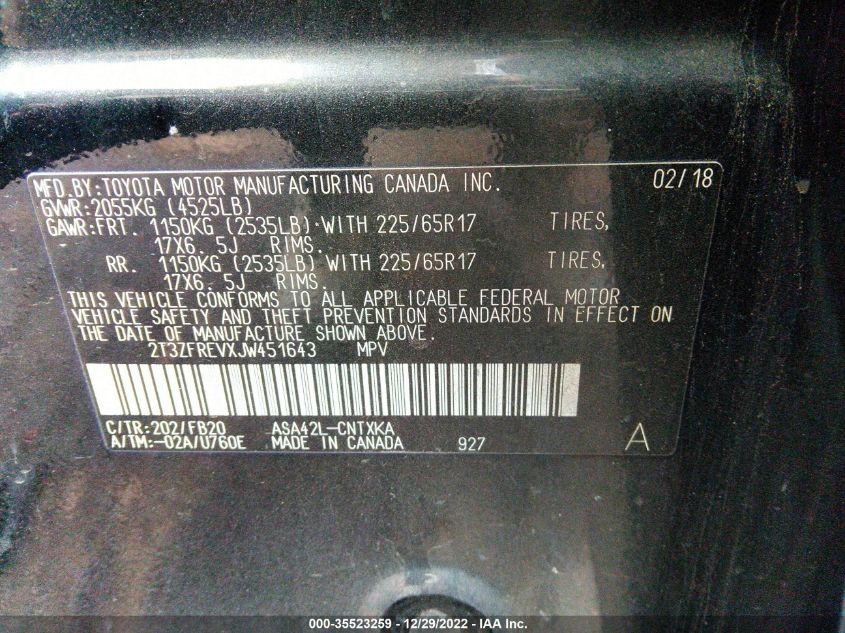 MFD.BY:TOYOTA MOTOR MANUFACTURING CANADA INC. 02/18
GVWR:2055KG (4525LB)
GAWR:FRT. 1150KG (2535LB) WITH 225/65R17 TIRES,
17X6. 5J RIMS.
RR. 1150KG (2535LB) WITH 225/65R17 TIRES,
17X6. 5J RIMS.
THIS VEHICLE CONFORMS TO ALL APPLICABLE FEDERAL MOTOR
VEHICLE SAFETY AND THEFT PREVENTION STANDARDS IN EFFECT ON
THE DATE OF MANUFACTURE SHOWN ABOVE.
2T3ZFREVXJW451643 MPV
C/TR:202/FB20 ASA42L-CNTXKA
A/TM:-02A/U760E MADE IN CANADA 927 A
000-35523259 - 12/29/2022 - IAA Inc.